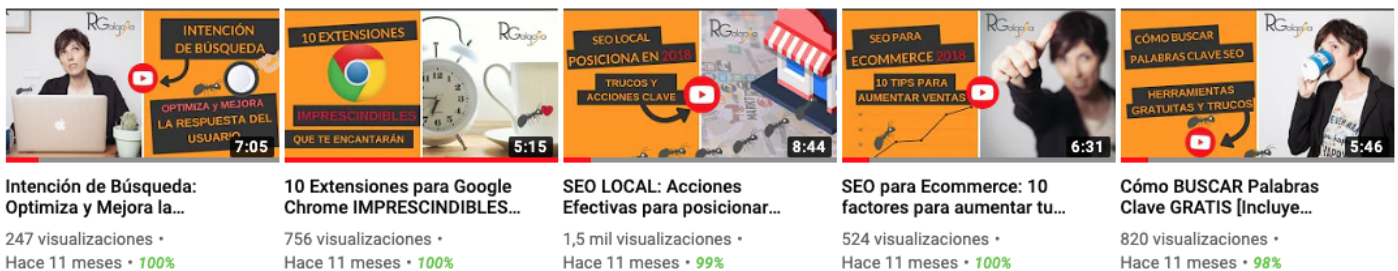 RGalgora
INTENCIÓN
DE BÚSQUEDA
OPTIMIZA y MEJORA
LA RESPUESTA DEL
USUARIO
7:05
Intención de Búsqueda:
Optimiza y Mejora la...
247 visualizaciones •
Hace 11 meses • 100%
10 EXTENSIONES
RGalgora
IMPRESCINDIBLES
QUE TE ENCANTARÁN
5:15
10 Extensiones para Google
Chrome IMPRESCINDIBLES...
756 visualizaciones •
Hace 11 meses • 100%
RGalgora
SEO LOCAL
POSICIONA EN 2018
TRUCOS Y
ACCIONES CLAVE
MARKT
8:44
SEO LOCAL: Acciones
Efectivas para posicionar...
1,5 mil visualizaciones •
Hace 11 meses • 99%
RGalgora
SEO PARA
ECOMMERCE 2018
10 TIPS PARA
AUMENTAR VENTAS
6:31
SEO para Ecommerce: 10
factores para aumentar tu...
524 visualizaciones •
Hace 11 meses • 100%
RGalgora
CÓMO BUSCAR
PALABRAS CLAVE SEO
HERRAMIENTAS
GRATUITAS Y TRUCOS
5:46
Cómo BUSCAR Palabras
Clave GRATIS [Incluye...
820 visualizaciones •
Hace 11 meses • 98%